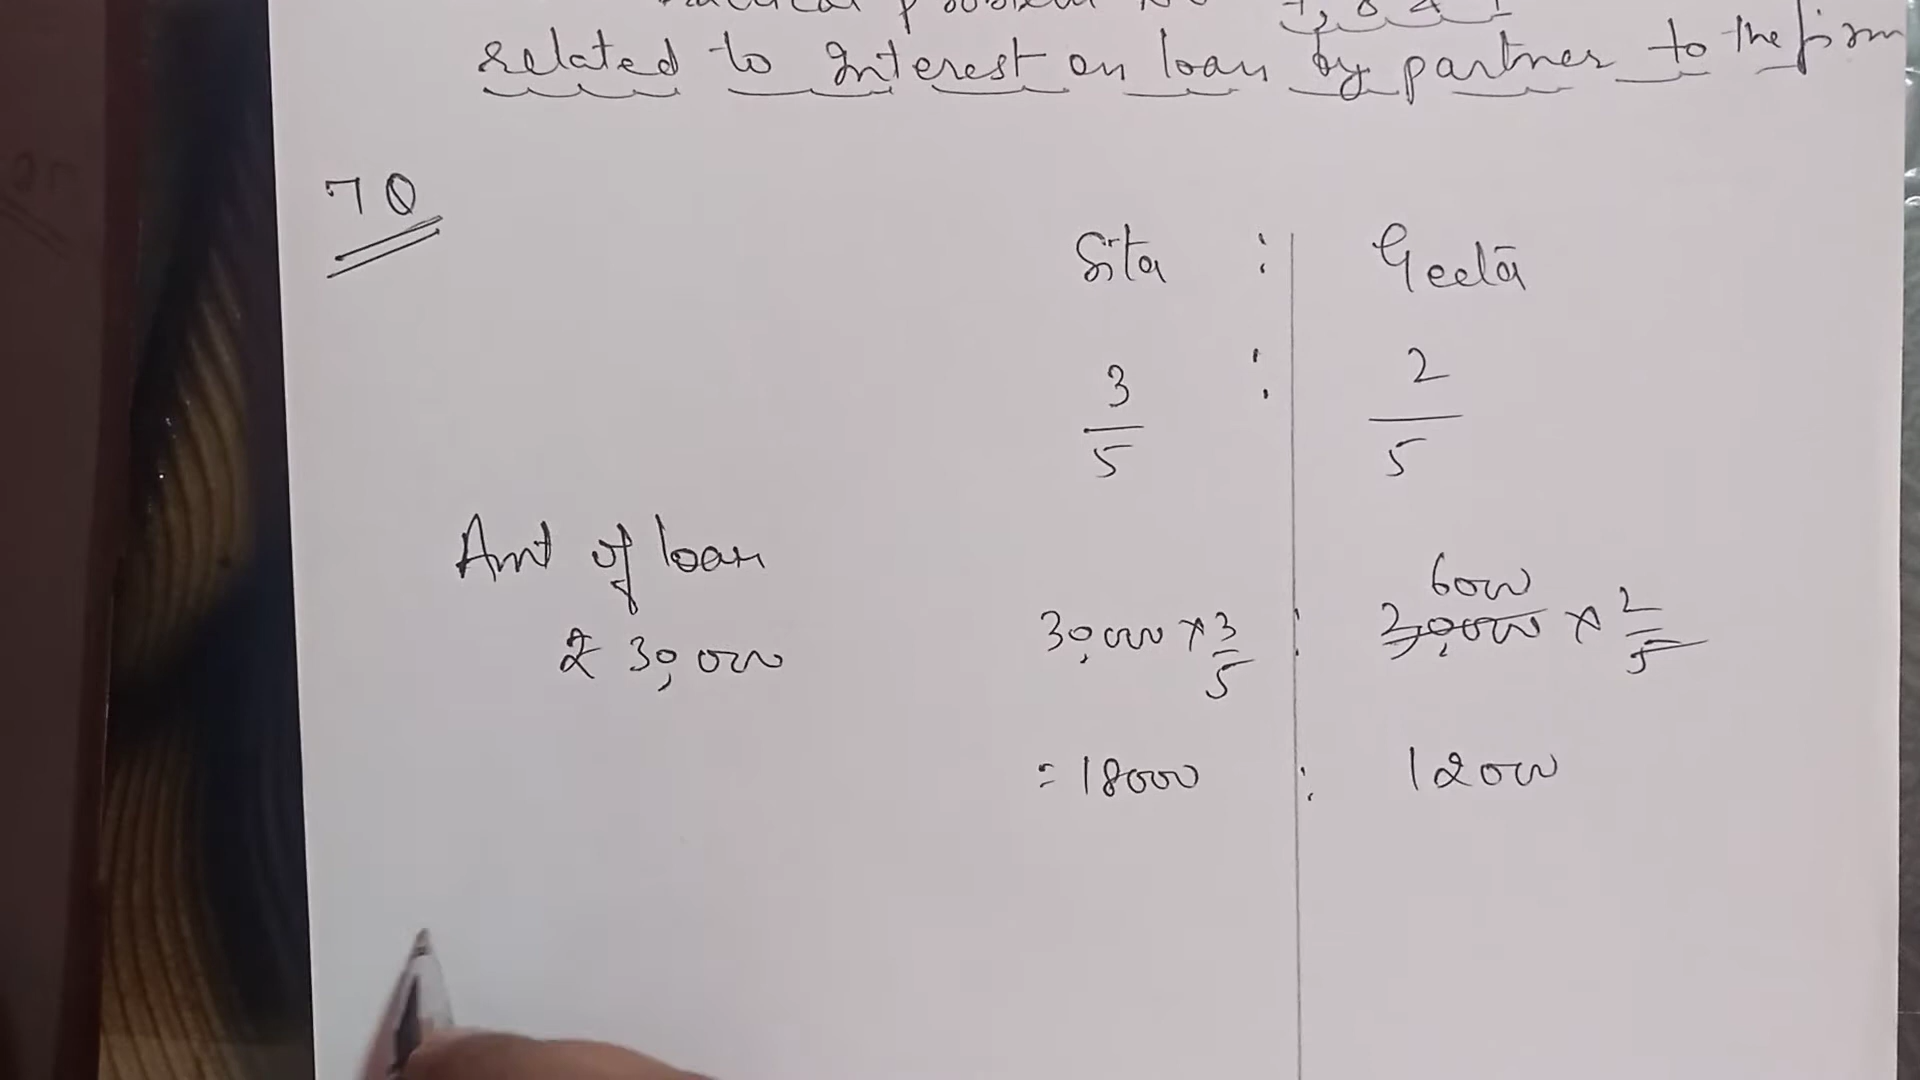 related to Interest on loan by partner to the firm
7 Q
Sita : Geeta
3/5 : 2/5
Amt of loan
₹ 30,000
6000
30,000 × 3/5 : 30,000 × 2/5
= 18000 : 12000